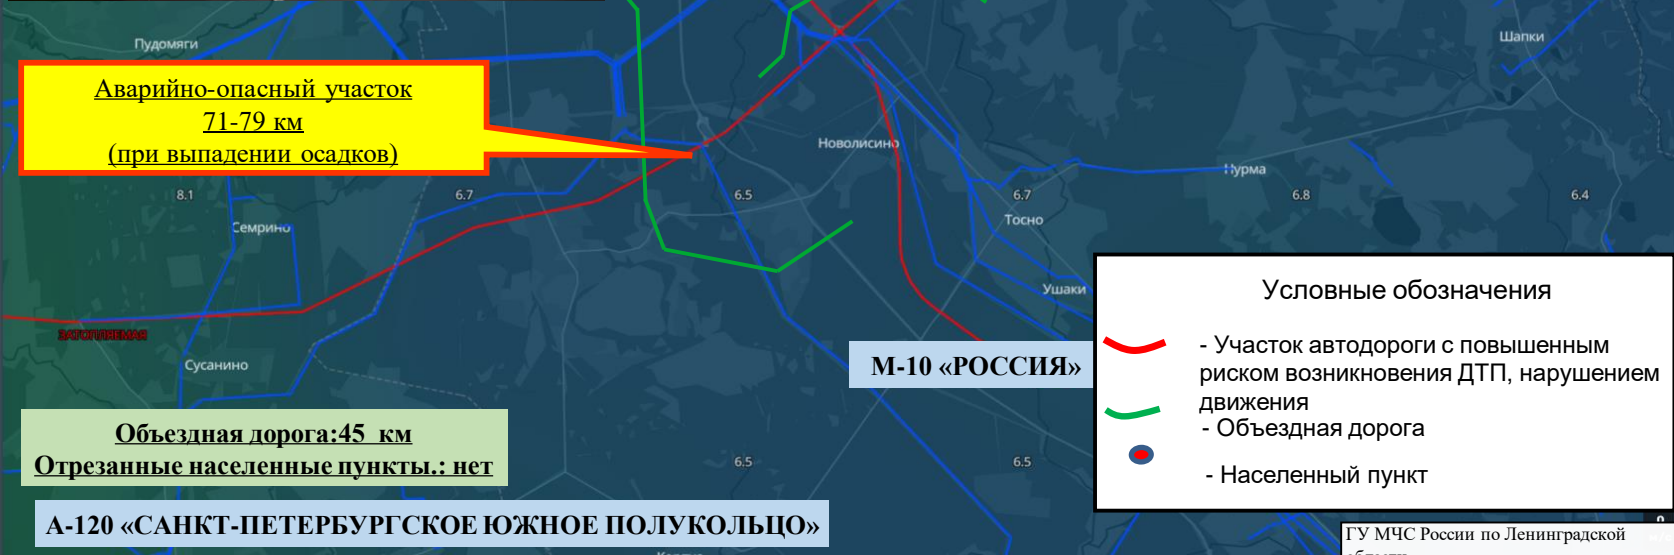 Пудомяги
Шапки
Аварийно-опасный участок
71-79 км
(при выпадении осадков)
Новолисино
Нурма
8.1
6.7
6.5
6.7
6.8
6.4
Семрино
Тосно
Ушаки
ЗАТОПЛЯЕМАЯ
Сусанино
М-10 «РОССИЯ»
Условные обозначения
- Участок автодороги с повышенным
риском возникновения ДТП, нарушением
движения
- Объездная дорога
- Населенный пункт
Объездная дорога:45 км
Отрезанные населенные пункты.: нет
6.5
6.5
А-120 «САНКТ-ПЕТЕРБУРГСКОЕ ЮЖНОЕ ПОЛУКОЛЬЦО»
ГУ МЧС России по Ленинградской